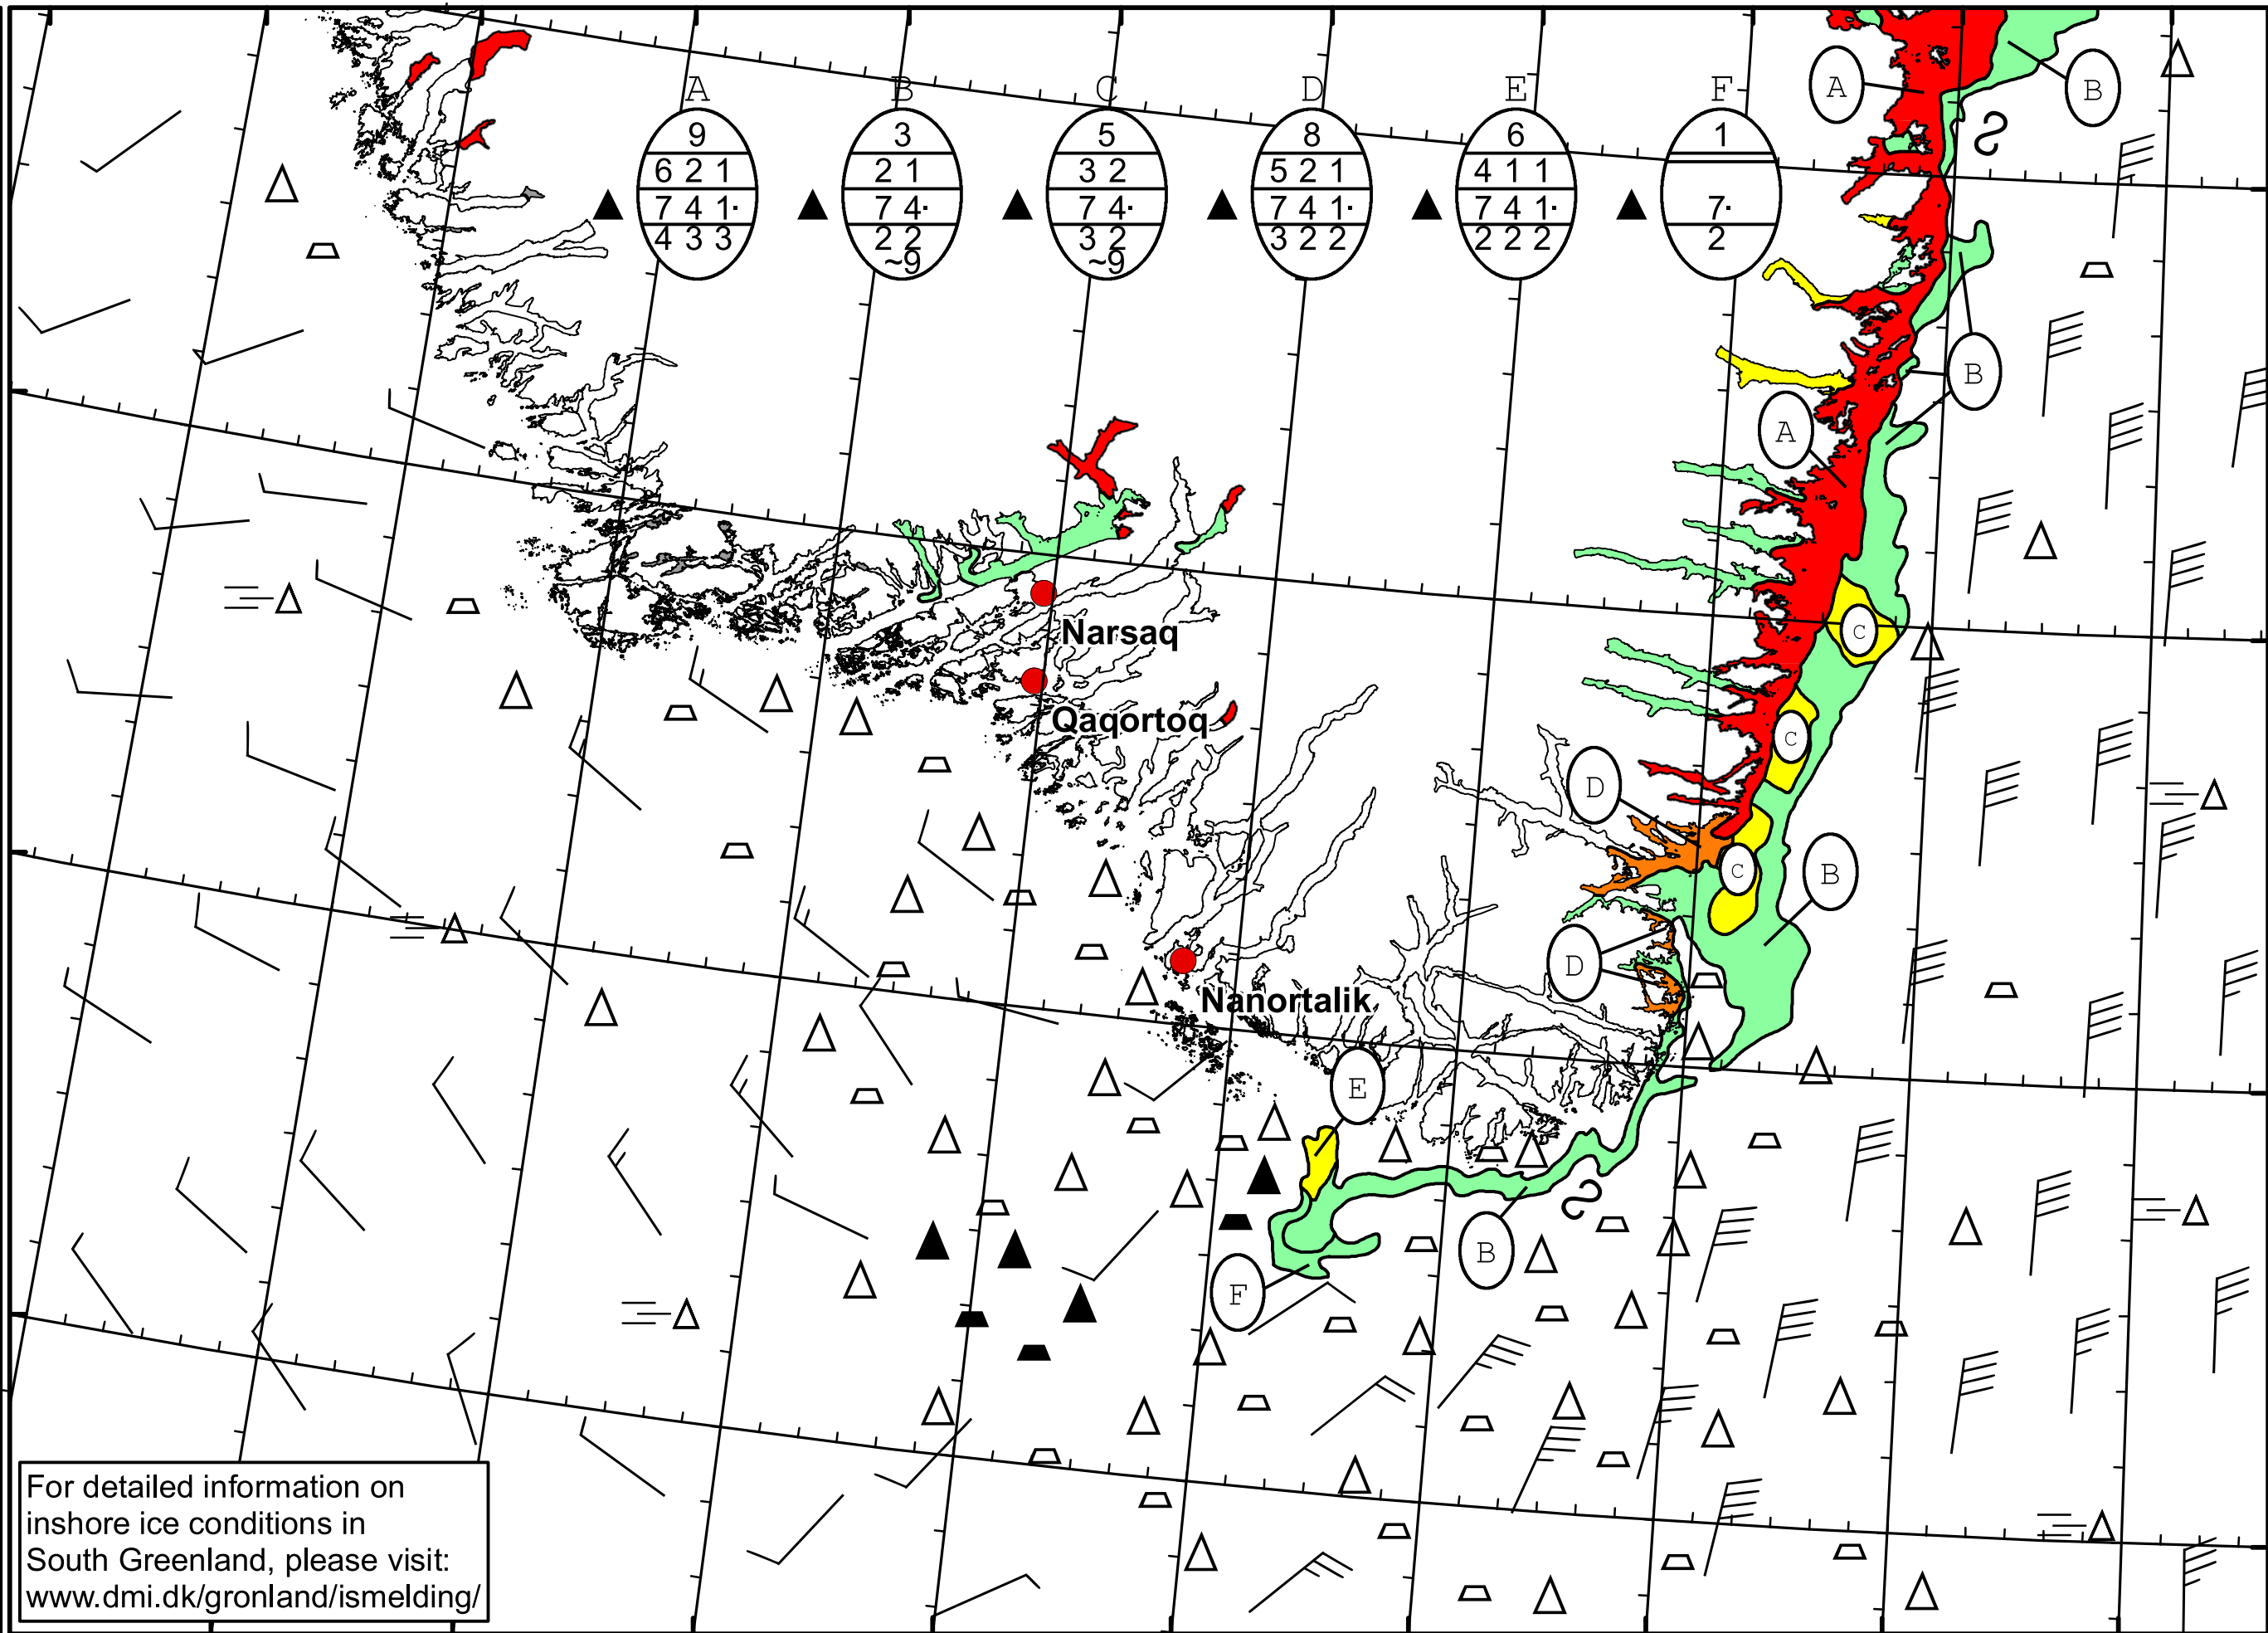 A B C D E F
9 3 5 8 6 1
6 2 1 2 1 3 2 5 2 1 4 1 1
7 4 1· 7 4· 7 4· 7 4 1· 7 4 1· 7·
4 3 3 2 2 3 2 3 2 2 2 2 2 2
~9 ~9
A
B
B
A
C
Narsaq
Qaqortoq
C
D
C
B
D
Nanortalik
E
B
F
For detailed information on
inshore ice conditions in
South Greenland, please visit:
www.dmi.dk/gronland/ismelding/